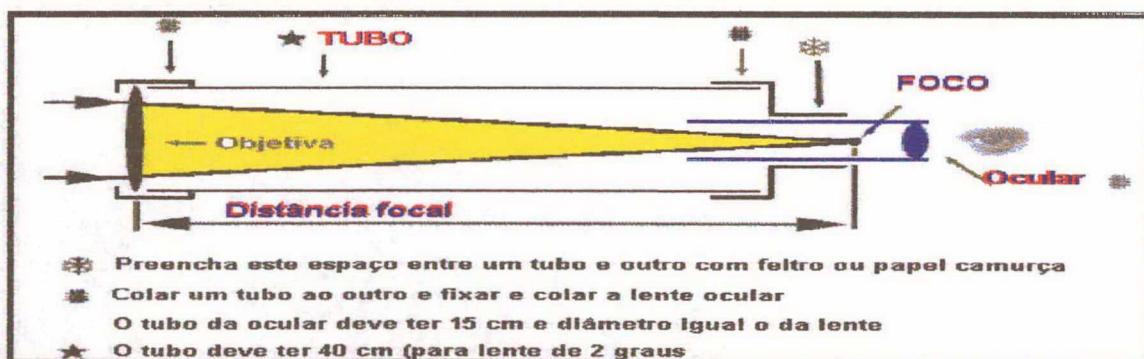 TUBO
FOCO
Objetiva
Ocular
Distância focal
Preencha este espaço entre um tubo e outro com feltro ou papel camurça
Colar um tubo ao outro e fixar e colar a lente ocular
O tubo da ocular deve ter 15 cm e diâmetro igual o da lente
O tubo deve ter 40 cm (para lente de 2 graus